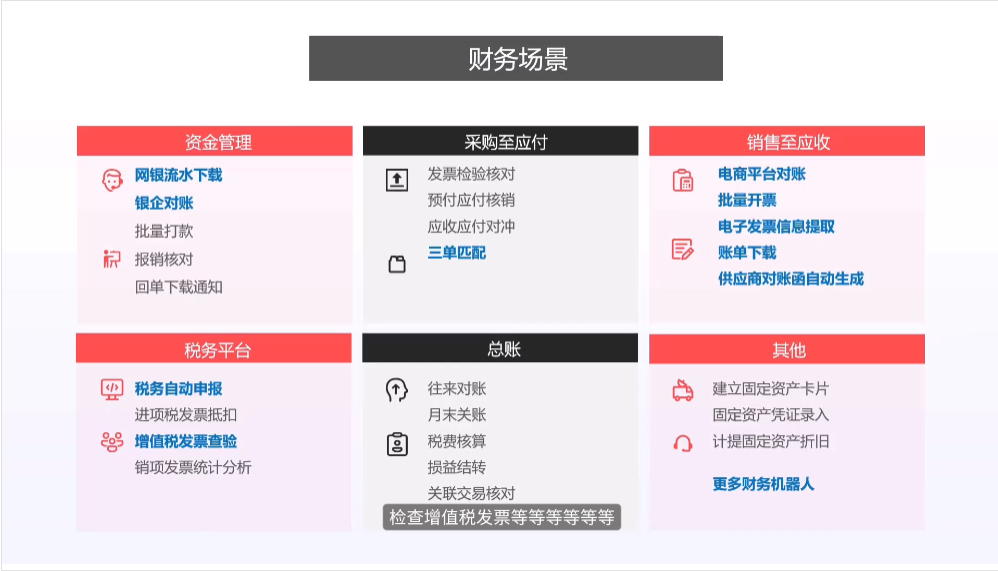 财务场景
资金管理
网银流水下载
银企对账
批量打款
报销核对
回单下载通知
采购至应付
发票检验核对
预付应付核销
应收应付对冲
三单匹配
销售至应收
电商平台对账
批量开票
电子发票信息提取
账单下载
供应商对账函自动生成
税务平台
税务自动申报
进项税发票抵扣
增值税发票查验
销项发票统计分析
总账
往来对账
月末关账
税费核算
损益结转
关联交易核对
其他
建立固定资产卡片
固定资产凭证录入
计提固定资产折旧
更多财务机器人
检查增值税发票等等等等等等